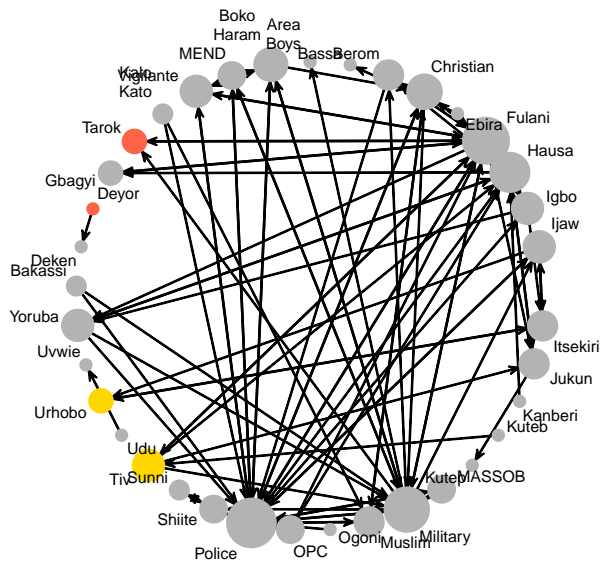 Boko
Haram
Area
Boys
Bassa
Berom
MEND
Christian
Kalo
Kato
Vigilante
Ebira
Fulani
Tarok
Hausa
Gbagyi
Igbo
Deyor
Ijaw
Deken
Bakassi
Yoruba
Itsekiri
Uvwie
Jukun
Urhobo
Kanberi
Kuteb
Udu
Tiv
Sunni
Kutep
MASSOB
Shiite
Police
OPC
Ogoni
Muslim
Military